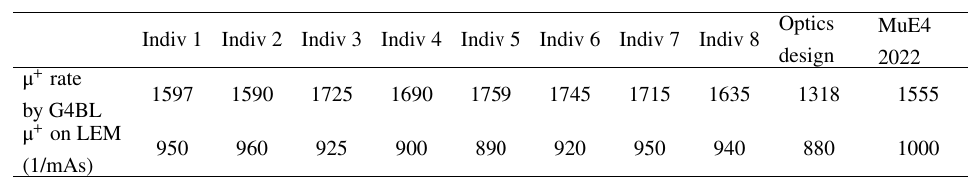 Indiv 1 Indiv 2 Indiv 3 Indiv 4 Indiv 5 Indiv 6 Indiv 7 Indiv 8 Optics design MuE4 2022
μ⁺ rate by G4BL 1597 1590 1725 1690 1759 1745 1715 1635 1318 1555
μ⁺ on LEM (1/mAs) 950 960 925 900 890 920 950 940 880 1000